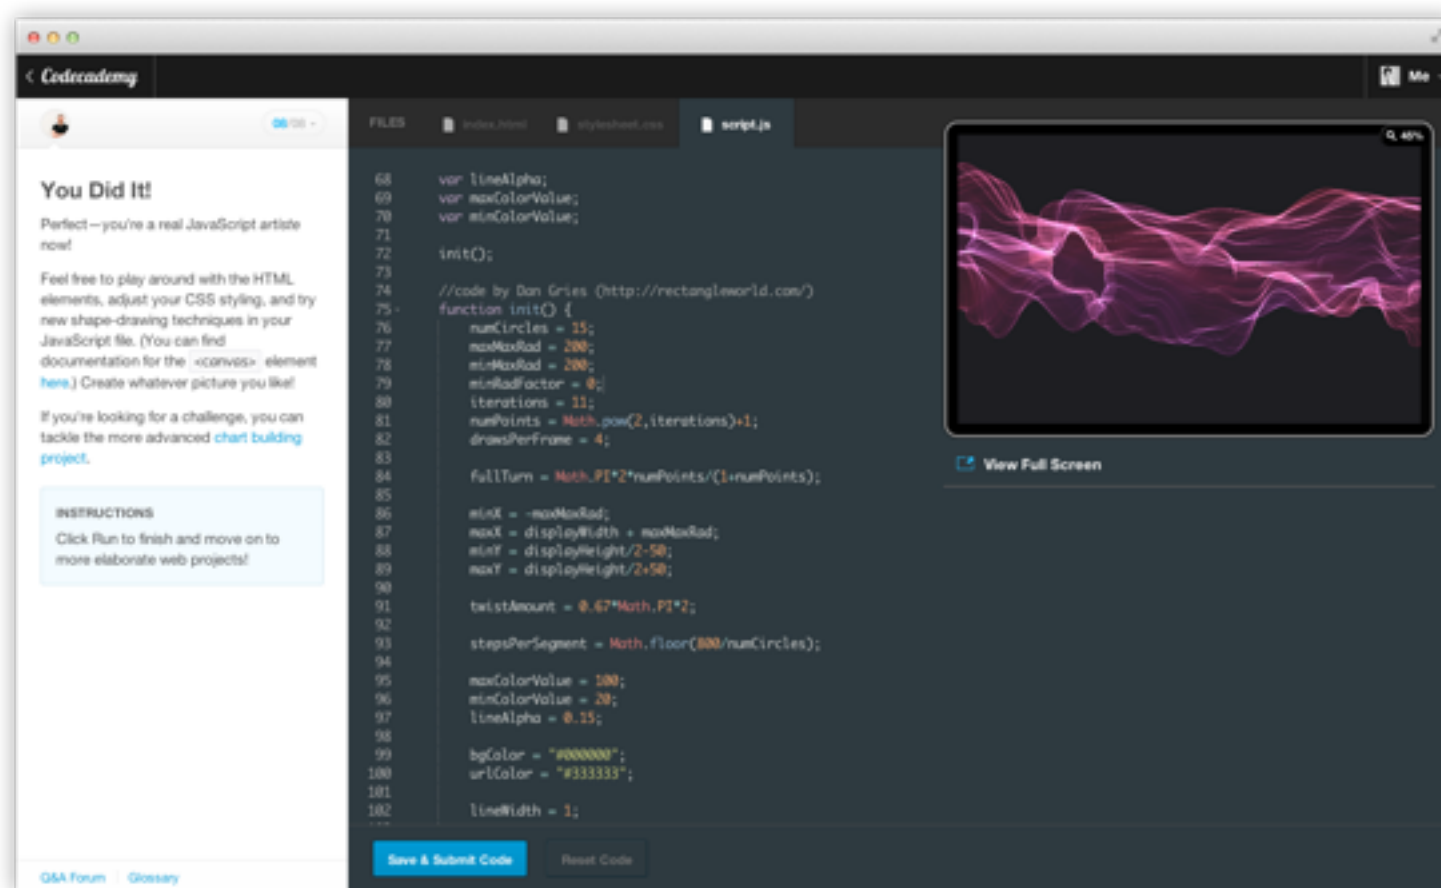 Codecademy
Me
08/08
FILES
index.html
stylesheet.css
script.js
46%
You Did It!
Perfect—you're a real JavaScript artiste
now!
Feel free to play around with the HTML
elements, adjust your CSS styling, and try
new shape-drawing techniques in your
JavaScript file. (You can find
documentation for the <canvas> element
here.) Create whatever picture you like!
If you're looking for a challenge, you can
tackle the more advanced chart building
project.
INSTRUCTIONS
Click Run to finish and move on to
more elaborate web projects!
Q&A Forum
Glossary
68 var lineAlpha;
69 var maxColorValue;
70 var minColorValue;
71
72 init();
73
74 //code by Dan Gries (http://rectangleworld.com/)
75 function init() {
76 numCircles = 15;
77 maxMaxRad = 200;
78 minMaxRad = 200;
79 minRadFactor = 0;
80 iterations = 11;
81 numPoints = Math.pow(2,iterations)+1;
82 drawsPerFrame = 4;
83
84 fullTurn = Math.PI*2*numPoints/(1+numPoints);
85
86 minX = -maxMaxRad;
87 maxX = displayWidth + maxMaxRad;
88 minY = displayHeight/2-50;
89 maxY = displayHeight/2+50;
90
91 twistAmount = 0.67*Math.PI*2;
92
93 stepsPerSegment = Math.floor(800/numCircles);
94
95 maxColorValue = 100;
96 minColorValue = 20;
97 lineAlpha = 0.15;
98
99 bgColor = "#000000";
100 urlColor = "#333333";
101
102 lineWidth = 1;
View Full Screen
Save & Submit Code
Reset Code